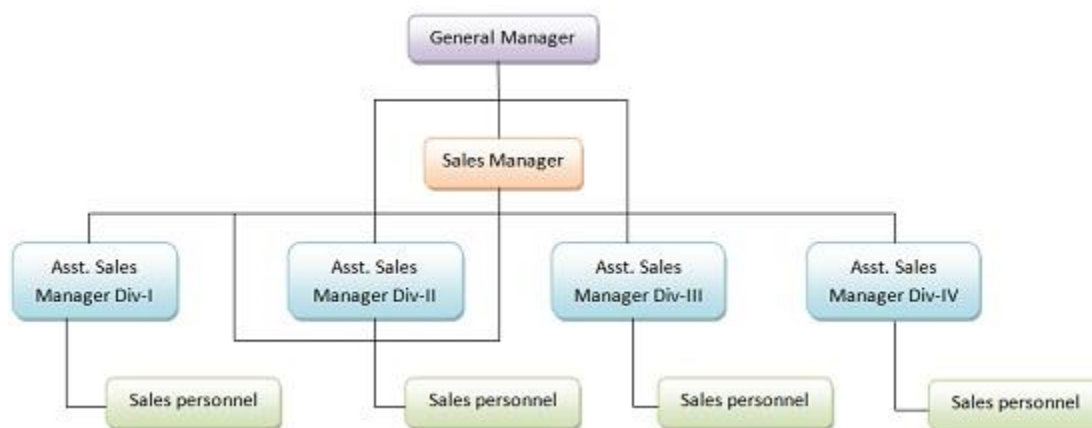 General Manager
Sales Manager
Asst. Sales
Manager Div-I
Asst. Sales
Manager Div-II
Asst. Sales
Manager Div-III
Asst. Sales
Manager Div-IV
Sales personnel
Sales personnel
Sales personnel
Sales personnel